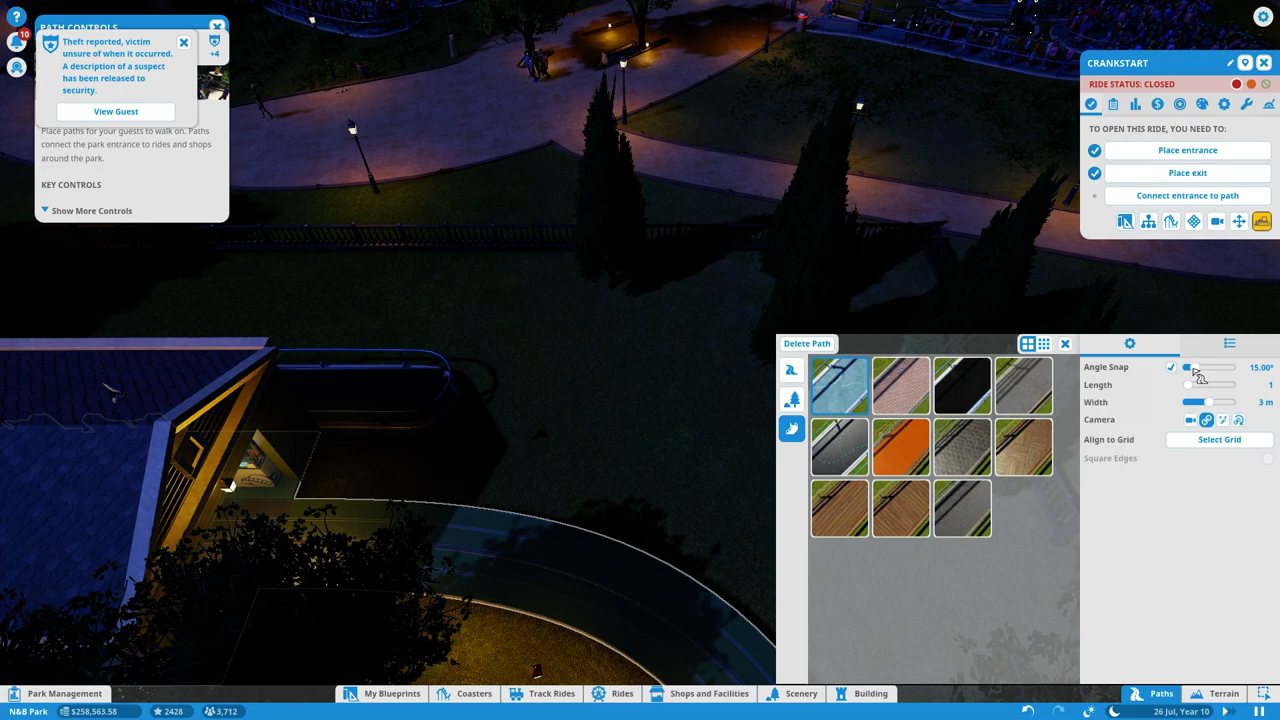 PATH CONTROLS
10
Theft reported, victim
unsure of when it occurred.
A description of a suspect
has been released to
security.
+4
View Guest
Place paths for your guests to walk on. Paths
connect the park entrance to rides and shops
around the park.
KEY CONTROLS
Show More Controls
CRANKSTART
RIDE STATUS: CLOSED
TO OPEN THIS RIDE, YOU NEED TO:
Place entrance
Place exit
Connect entrance to path
Delete Path
Angle Snap
15.00°
Length
1
Width
3 m
Camera
Align to Grid
Select Grid
Square Edges
Park Management
My Blueprints
Coasters
Track Rides
Rides
Shops and Facilities
Scenery
Building
Paths
Terrain
N&B Park
$258,563.58
2428
3,712
26 Jul, Year 10